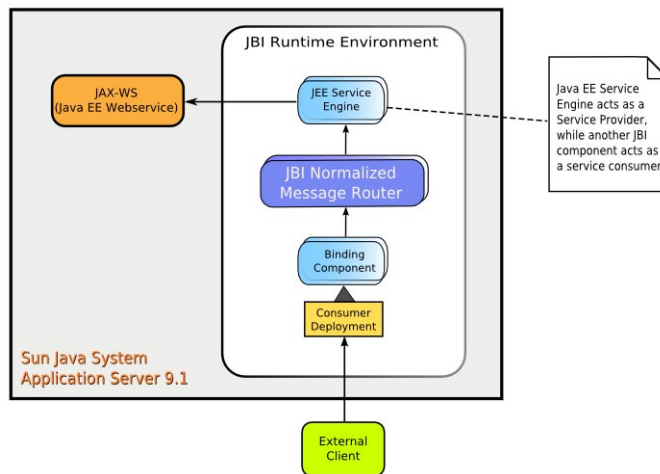 JBI Runtime Environment
JAX-WS
(Java EE Webservice)
JEE Service
Engine
Java EE Service
Engine acts as a
Service Provider,
while another JBI
component acts as
a service consumer
JBI Normalized
Message Router
Binding
Component
Consumer
Deployment
Sun Java System
Application Server 9.1
External
Client